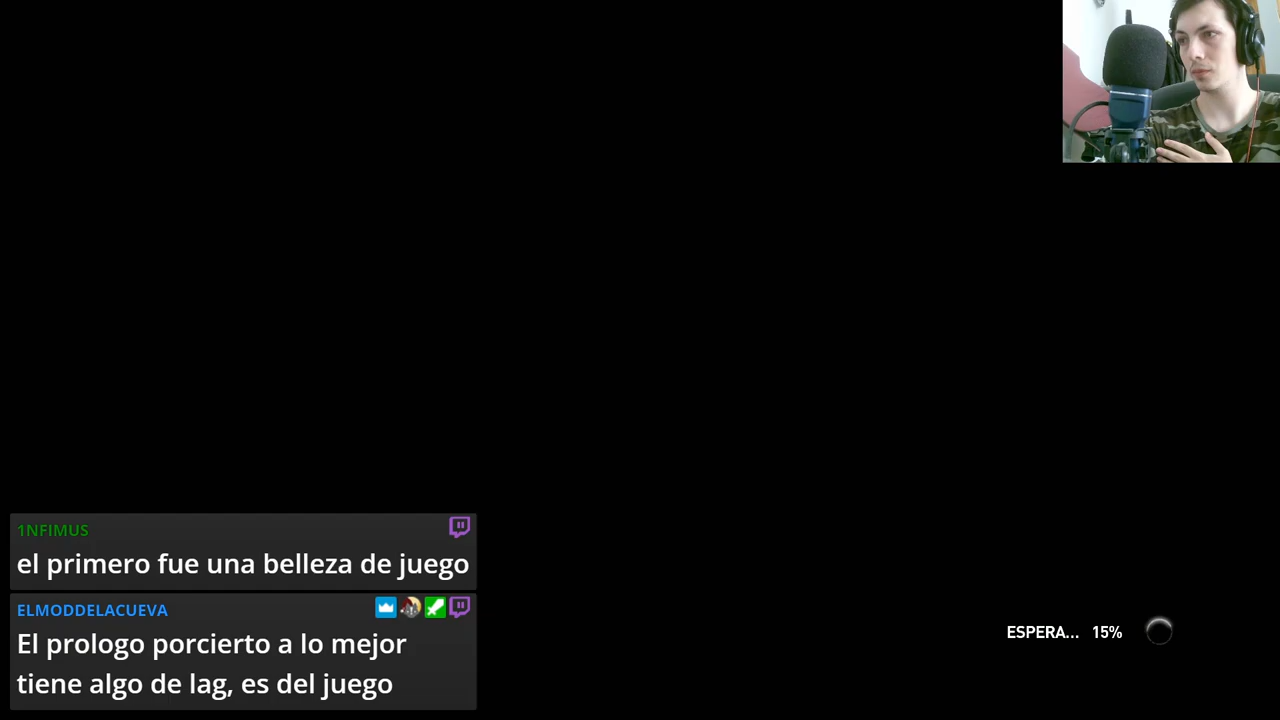 1NFIMUS
el primero fue una belleza de juego
ELMODDELACUEVA
El prologo porcierto a lo mejor
tiene algo de lag, es del juego
ESPERA... 15%